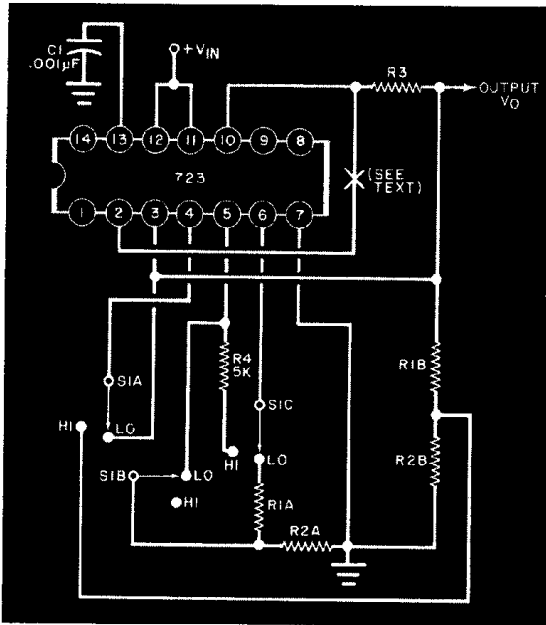 C1
.001µF
+VIN
R3
OUTPUT
VO
14 13 12 11 10 9 8
723
(SEE
TEXT)
1 2 3 4 5 6 7
R4
5K
R1B
S1A
S1C
HI
LO
HI
LO
R2B
S1B
LO
HI
R1A
R2A